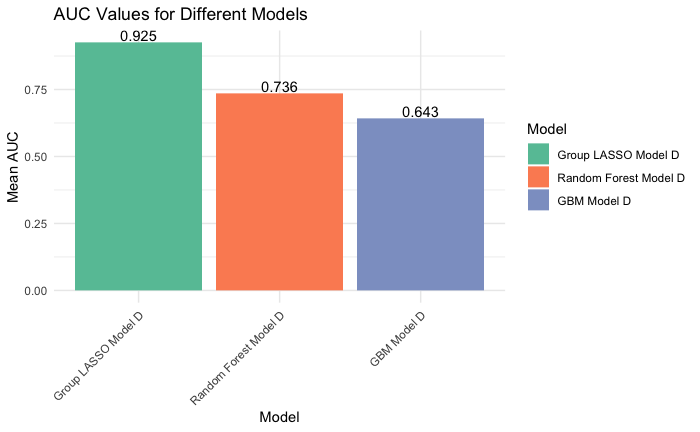 AUC Values for Different Models
0.925
0.736
0.643
0.75
0.50
0.25
0.00
Mean AUC
Group LASSO Model D
Random Forest Model D
GBM Model D
Model
Model
Group LASSO Model D
Random Forest Model D
GBM Model D